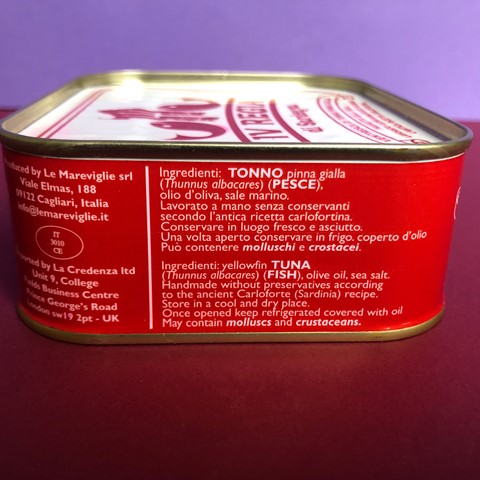 Produced by Le Mareviglie srl
Viale Elmas, 188
09122 Cagliari, Italia
info@lemareviglie.it
IT
3010
CE
by La Credenza ltd
Unit 9, College
Business Centre
Prince George's Road
London sw19 2pt - UK
Ingredienti: TONNO pinna gialla
(Thunnus albacares) (PESCE),
olio d'oliva, sale marino.
Lavorato a mano senza conservanti
secondo l'antica ricetta carlofortina.
Conservare in luogo fresco e asciutto.
Una volta aperto conservare in frigo. coperto d'olio
Può contenere molluschi e crostacei.
Ingredienti: yellowfin TUNA
(Thunnus albacares) (FISH), olive oil, sea salt.
Handmade without preservatives according
to the ancient Carloforte (Sardinia) recipe.
Store in a cool and dry place.
Once opened keep refrigerated covered with oil
May contain molluscs and crustaceans.